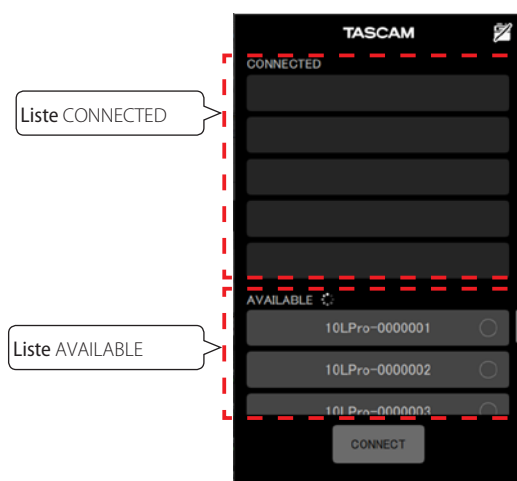 TASCAM
CONNECTED
Liste CONNECTED
AVAILABLE
10LPro-0000001
Liste AVAILABLE
10LPro-0000002
10LPro-0000003
CONNECT